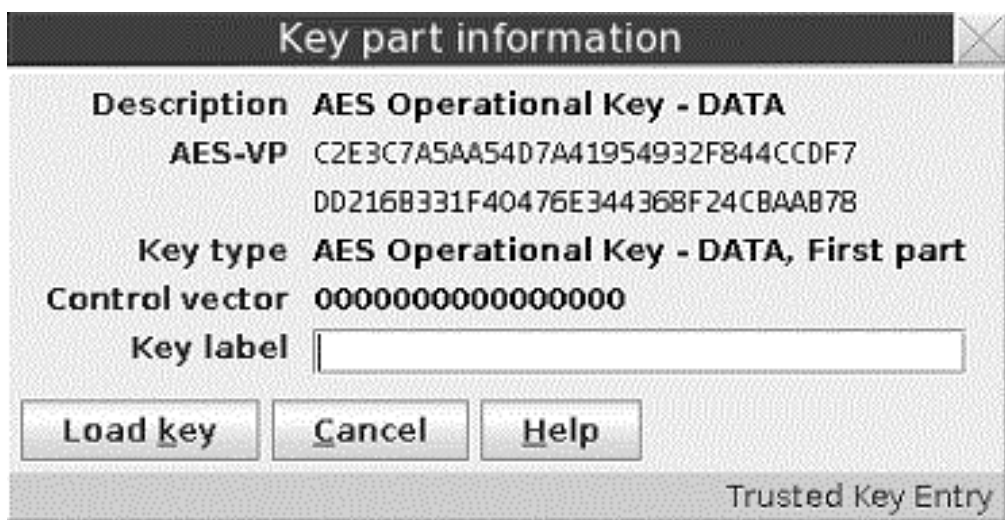 Key part information
Description AES Operational Key - DATA
AES-VP C2E3C7A5AA54D7A41954932F844CCDF7
DD216B331F40476E344368F24CBAAB78
Key type AES Operational Key - DATA, First part
Control vector 0000000000000000
Key label
Load key Cancel Help
Trusted Key Entry